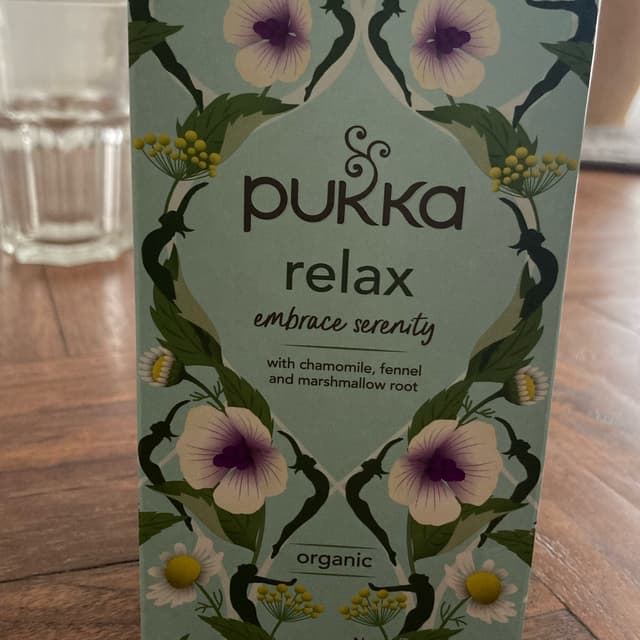 pukka
relax
embrace serenity
with chamomile, fennel
and marshmallow root
organic